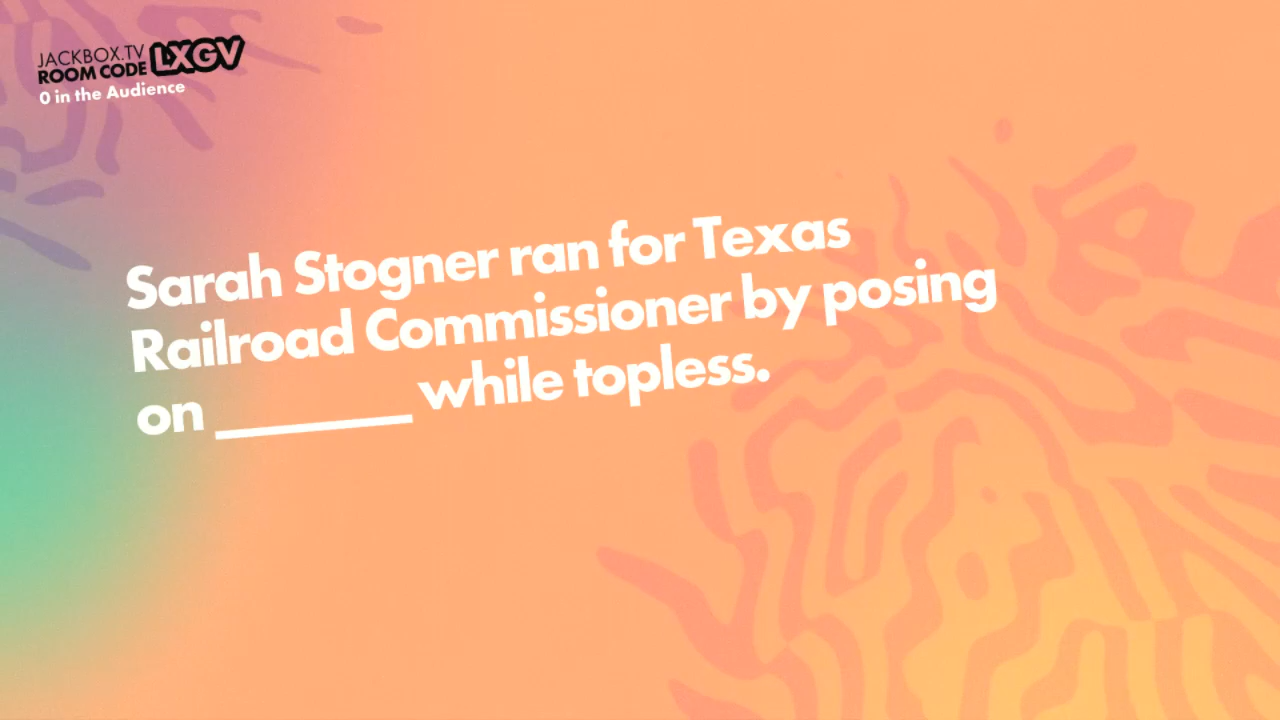 JACKBOX.TV
ROOM CODE LXGV
0 in the Audience
Sarah Stogner ran for Texas
Railroad Commissioner by posing
on ________ while topless.